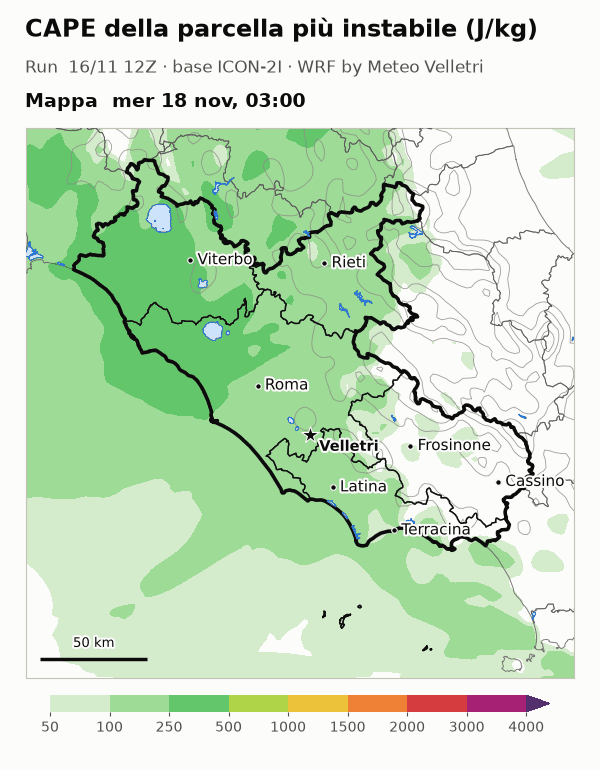 CAPE della parcella più instabile (J/kg)
Run  16/11 12Z · base ICON-2I · WRF by Meteo Velletri
Mappa  mer 18 nov, 03:00
Viterbo
Rieti
Roma
Velletri
Frosinone
Latina
Cassino
Terracina
50 km
50 100 250 500 1000 1500 2000 3000 4000